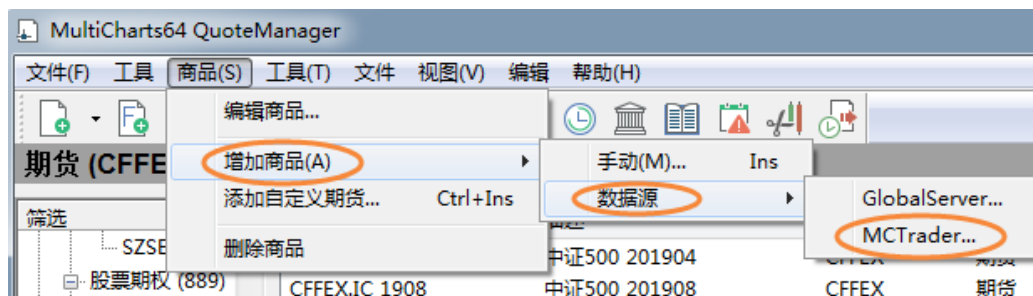 MultiCharts64 QuoteManager
文件(F) 工具 商品(S) 工具(T) 文件 视图(V) 编辑 帮助(H)
编辑商品...
期货 (CFFE
增加商品(A)
手动(M)... Ins
添加自定义期货... Ctrl+Ins
数据源
GlobalServer...
筛选
MCTrader...
SZSE
删除商品
中证500 201904
股票期权 (889)
CFFEX.IC 1908 中证500 201908 CFFEX 期货